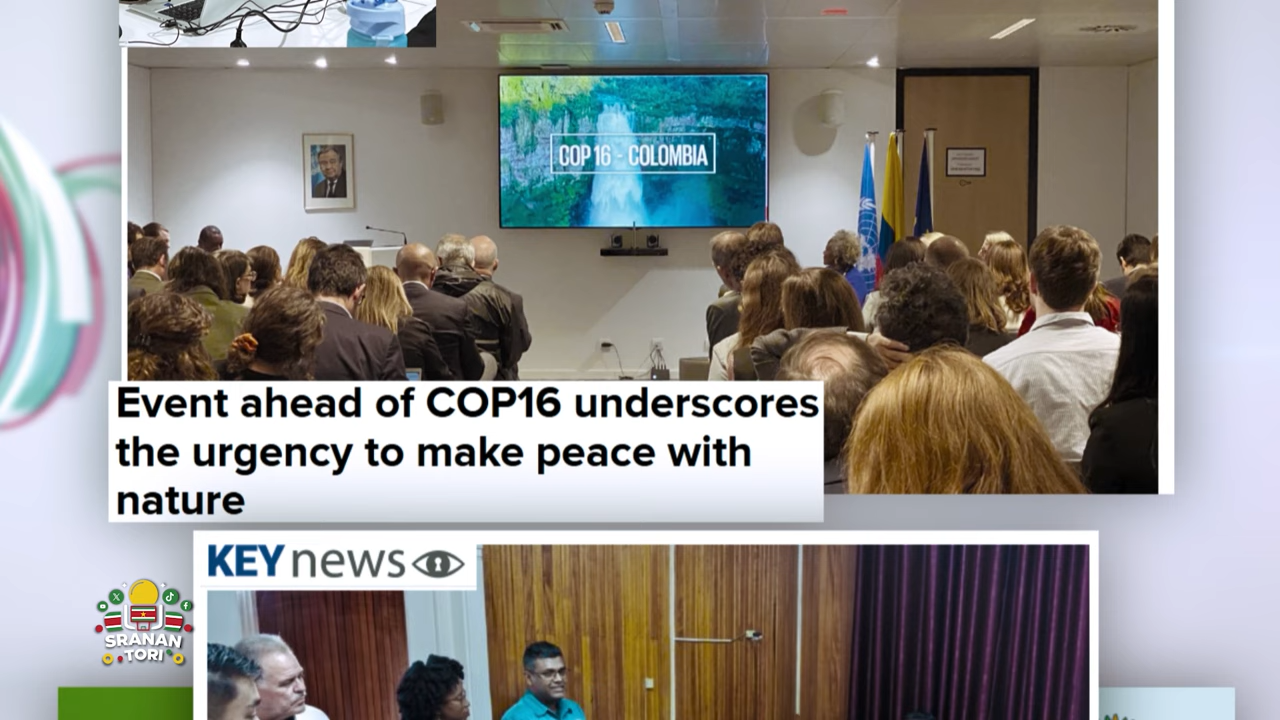 COP16 - COLOMBIA
Event ahead of COP16 underscores
the urgency to make peace with
nature
KEY news
SRANAN
TORI